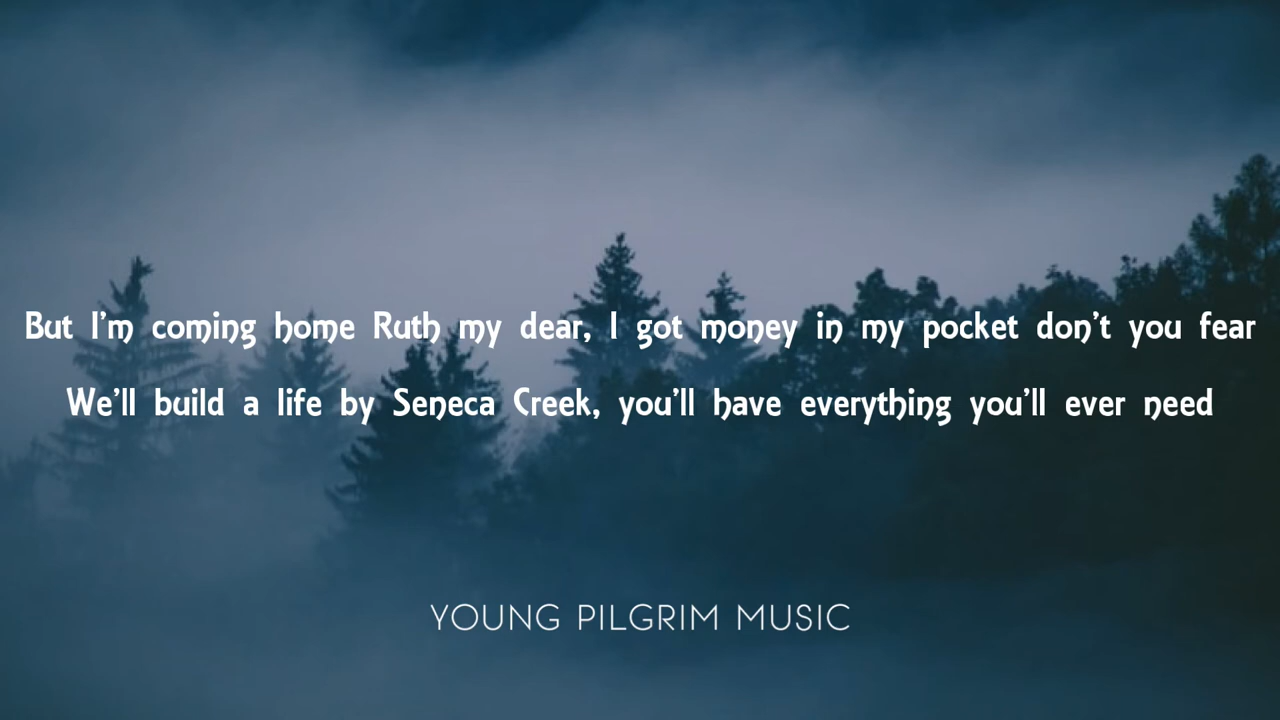 But I'm coming home Ruth my dear, I got money in my pocket don't you fear
We'll build a life by Seneca Creek, you'll have everything you'll ever need
YOUNG PILGRIM MUSIC